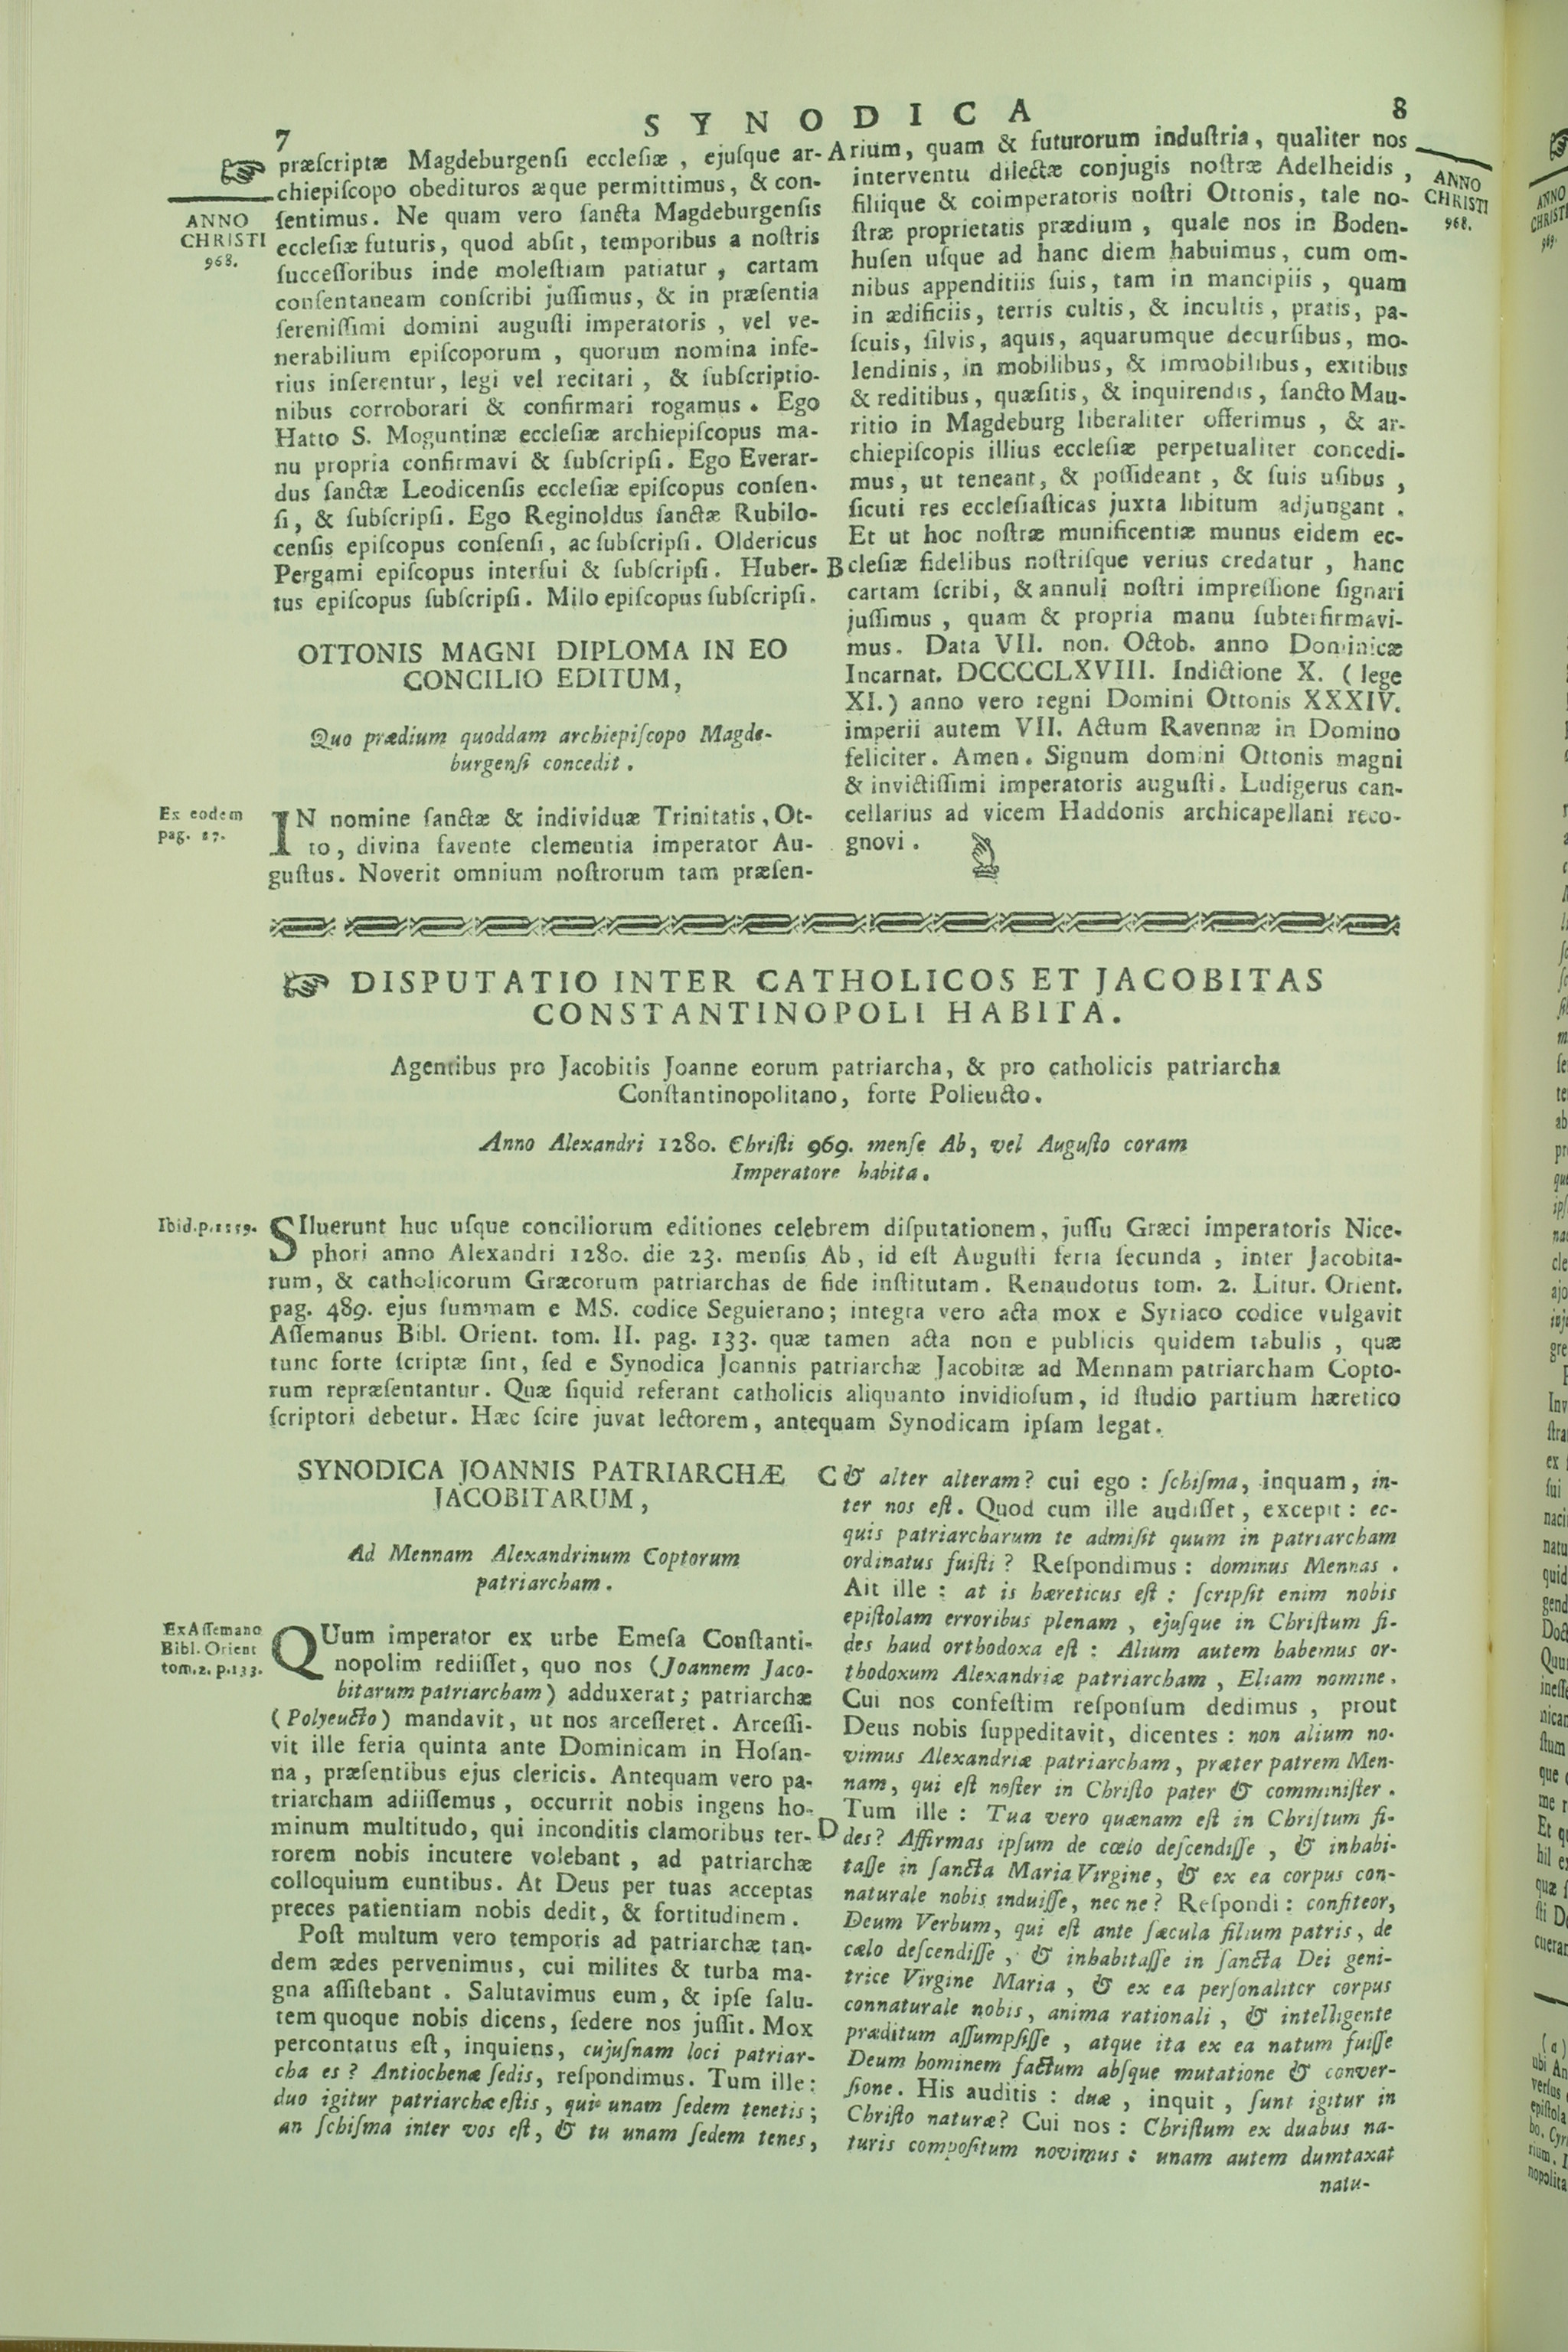 SYNODICA
7
8
præſcriptæ Magdeburgenſi eccleſiæ, ejuſque ar-
chiepiſcopo obedituros æque permittimus, & con-
ſentimus. Ne quam vero ſancta Magdeburgenſis
eccleſiæ futuris, quod abſit, temporibus a noſtris
ſucceſſoribus inde moleſtiam patiatur, cartam
conſentaneam conſcribi juſſimus, & in præſentia
ſereniſſimi domini auguſti imperatoris, vel ve-
nerabilium epiſcoporum, quorum nomina infe-
rius inſerentur, legi vel recitari, & ſubſcriptio-
nibus corroborari & confirmari rogamus. Ego
Hatto S. Moguntinæ eccleſiæ archiepiſcopus ma-
nu propria confirmavi & ſubſcripſi. Ego Everar-
dus ſanctæ Leodicenſis eccleſiæ epiſcopus conſen-
ſi, & ſubſcripſi. Ego Reginoldus ſanctæ Rubilo-
cenſis epiſcopus conſenſi, ac ſubſcripſi. Oldericus
Pergami epiſcopus interfui & ſubſcripſi. Huber-
tus epiſcopus ſubſcripſi. Milo epiſcopus ſubſcripſi.
ANNO
CHRISTI
968.
OTTONIS MAGNI DIPLOMA IN EO
CONCILIO EDITUM,
Quo prædium quoddam archiepiſcopo Magde-
burgenſi concedit.
Ex eodem
pag. 87.
IN nomine ſanctæ & individuæ Trinitatis, Ot-
to, divina favente clementia imperator Au-
guſtus. Noverit omnium noſtrorum tam præſen-
A rium, quam & futurorum induſtria, qualiter nos
interventu dilectæ conjugis noſtræ Adelheidis,
filiique & coimperatoris noſtri Ottonis, tale no-
ſtræ proprietatis prædium, quale nos in Boden-
huſen uſque ad hanc diem habuimus, cum om-
nibus appenditiis ſuis, tam in mancipiis, quam
in ædificiis, terris cultis, & incultis, pratis, pa-
ſcuis, ſilvis, aquis, aquarumque decurſibus, mo-
lendinis, in mobilibus, & immobilibus, exitibus
& reditibus, quæſitis, & inquirendis, ſancto Mau-
ritio in Magdeburg liberaliter offerimus, & ar-
chiepiſcopis illius eccleſiæ perpetualiter concedi-
mus, ut teneant, & poſſideant, & ſuis uſibus,
ſicuti res eccleſiaſticas juxta libitum adjungant.
Et ut hoc noſtræ munificentiæ munus eidem ec-
B cleſiæ fidelibus noſtriſque verius credatur, hanc
cartam ſcribi, & annuli noſtri impreſſione ſignari
juſſimus, quam & propria manu ſubterfirmavi-
mus. Data VII. non. Octob. anno Dominicæ
Incarnat. DCCCCLXVIII. Indictione X. (lege
XI.) anno vero regni Domini Ottonis XXXIV.
imperii autem VII. Actum Ravennæ in Domino
feliciter. Amen. Signum domini Ottonis magni
& invictiſſimi imperatoris auguſti. Ludigerus can-
cellarius ad vicem Haddonis archicapellani reco-
gnovi.
ANNO
CHRISTI
968.
DISPUTATIO INTER CATHOLICOS ET JACOBITAS
CONSTANTINOPOLI HABITA.
Agentibus pro Jacobitis Joanne eorum patriarcha, & pro catholicis patriarcha
Conſtantinopolitano, forte Polieucto.
Anno Alexandri 1280. Chriſti 969. menſe Ab, vel Auguſto coram
Imperatore habita.
Ibid. p. 1559.
SIluerunt huc uſque conciliorum editiones celebrem diſputationem, juſſu Græci imperatoris Nice-
phori anno Alexandri 1280. die 23. menſis Ab, id eſt Auguſti feria ſecunda, inter Jacobita-
rum, & catholicorum Græcorum patriarchas de fide inſtitutam. Renaudotus tom. 2. Litur. Orient.
pag. 489. ejus ſummam e MS. codice Seguierano; integra vero acta mox e Syriaco codice vulgavit
Aſſemanus Bibl. Orient. tom. II. pag. 133. quæ tamen acta non e publicis quidem tabulis, quæ
tunc forte ſcriptæ ſint, ſed e Synodica Joannis patriarchæ Jacobitæ ad Mennam patriarcham Copto-
rum repræſentantur. Quæ ſiquid referant catholicis aliquanto invidioſum, id ſtudio partium hæretico
ſcriptori debetur. Hæc ſcire juvat lectorem, antequam Synodicam ipſam legat.
SYNODICA JOANNIS PATRIARCHÆ
JACOBITARUM,
Ad Mennam Alexandrinum Coptorum
patriarcham.
Ex Aſſemano
Bibl. Orient
tom. 2. p. 133.
QUum imperator ex urbe Emeſa Conſtanti-
nopolim rediiſſet, quo nos (Joannem Jaco-
bitarum patriarcham) adduxerat; patriarchæ
(Polyeucto) mandavit, ut nos arceſſeret. Arceſſi-
vit ille feria quinta ante Dominicam in Hoſan-
na, præſentibus ejus clericis. Antequam vero pa-
triarcham adiiſſemus, occurrit nobis ingens ho-
minum multitudo, qui inconditis clamoribus ter-
rorem nobis incutere volebant, ad patriarchæ
colloquium euntibus. At Deus per tuas acceptas
preces patientiam nobis dedit, & fortitudinem.
Poſt multum vero temporis ad patriarchæ tan-
dem ædes pervenimus, cui milites & turba ma-
gna aſſiſtebant. Salutavimus eum, & ipſe ſalu-
tem quoque nobis dicens, ſedere nos juſſit. Mox
percontatus eſt, inquiens, cujuſnam loci patriar-
cha es? Antiochenæ ſedis, reſpondimus. Tum ille:
duo igitur patriarchæ eſtis, qui unam ſedem tenetis;
an ſchiſma inter vos eſt, & tu unam ſedem tenes,
C & alter alteram? cui ego: ſchiſma, inquam, in-
ter nos eſt. Quod cum ille audiſſet, excepit: ec-
quis patriarcharum te admiſit quum in patriarcham
ordinatus fuiſti? Reſpondimus: dominus Mennas.
Ait ille: at is hæreticus eſt: ſcripſit enim nobis
epiſtolam erroribus plenam, ejuſque in Chriſtum fi-
des haud orthodoxa eſt: Alium autem habemus or-
thodoxum Alexandriæ patriarcham, Eliam nomine.
Cui nos confeſtim reſponſum dedimus, prout
Deus nobis ſuppeditavit, dicentes: non alium no-
vimus Alexandriæ patriarcham, præter patrem Men-
nam, qui eſt noſter in Chriſto pater & comminiſter.
Tum ille: Tua vero quænam eſt in Chriſtum fi-
D des? Affirmas ipſum de cœlo deſcendiſſe, & inhabi-
taſſe in ſancta Maria Virgine, & ex ea corpus con-
naturale nobis induiſſe, nec ne? Reſpondi: confiteor,
Deum Verbum, qui eſt ante ſæcula filium patris, de
cælo deſcendiſſe, & inhabitaſſe in ſancta Dei geni-
trice Virgine Maria, & ex ea perſonaliter corpus
connaturale nobis, anima rationali, & intelligente
præditum aſſumpſiſſe, atque ita ex ea natum fuiſſe
Deum hominem factum abſque mutatione & conver-
ſione. His auditis: duæ, inquit, ſunt igitur in
Chriſto naturæ? Cui nos: Chriſtum ex duabus na-
turis compoſitum novimus: unam autem dumtaxat
natu-